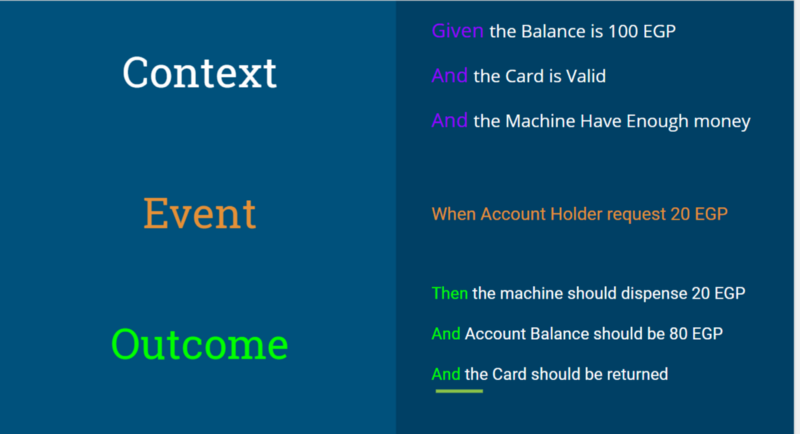 Context
Given the Balance is 100 EGP
And the Card is Valid
And the Machine Have Enough money
Event
When Account Holder request 20 EGP
Outcome
Then the machine should dispense 20 EGP
And Account Balance should be 80 EGP
And the Card should be returned